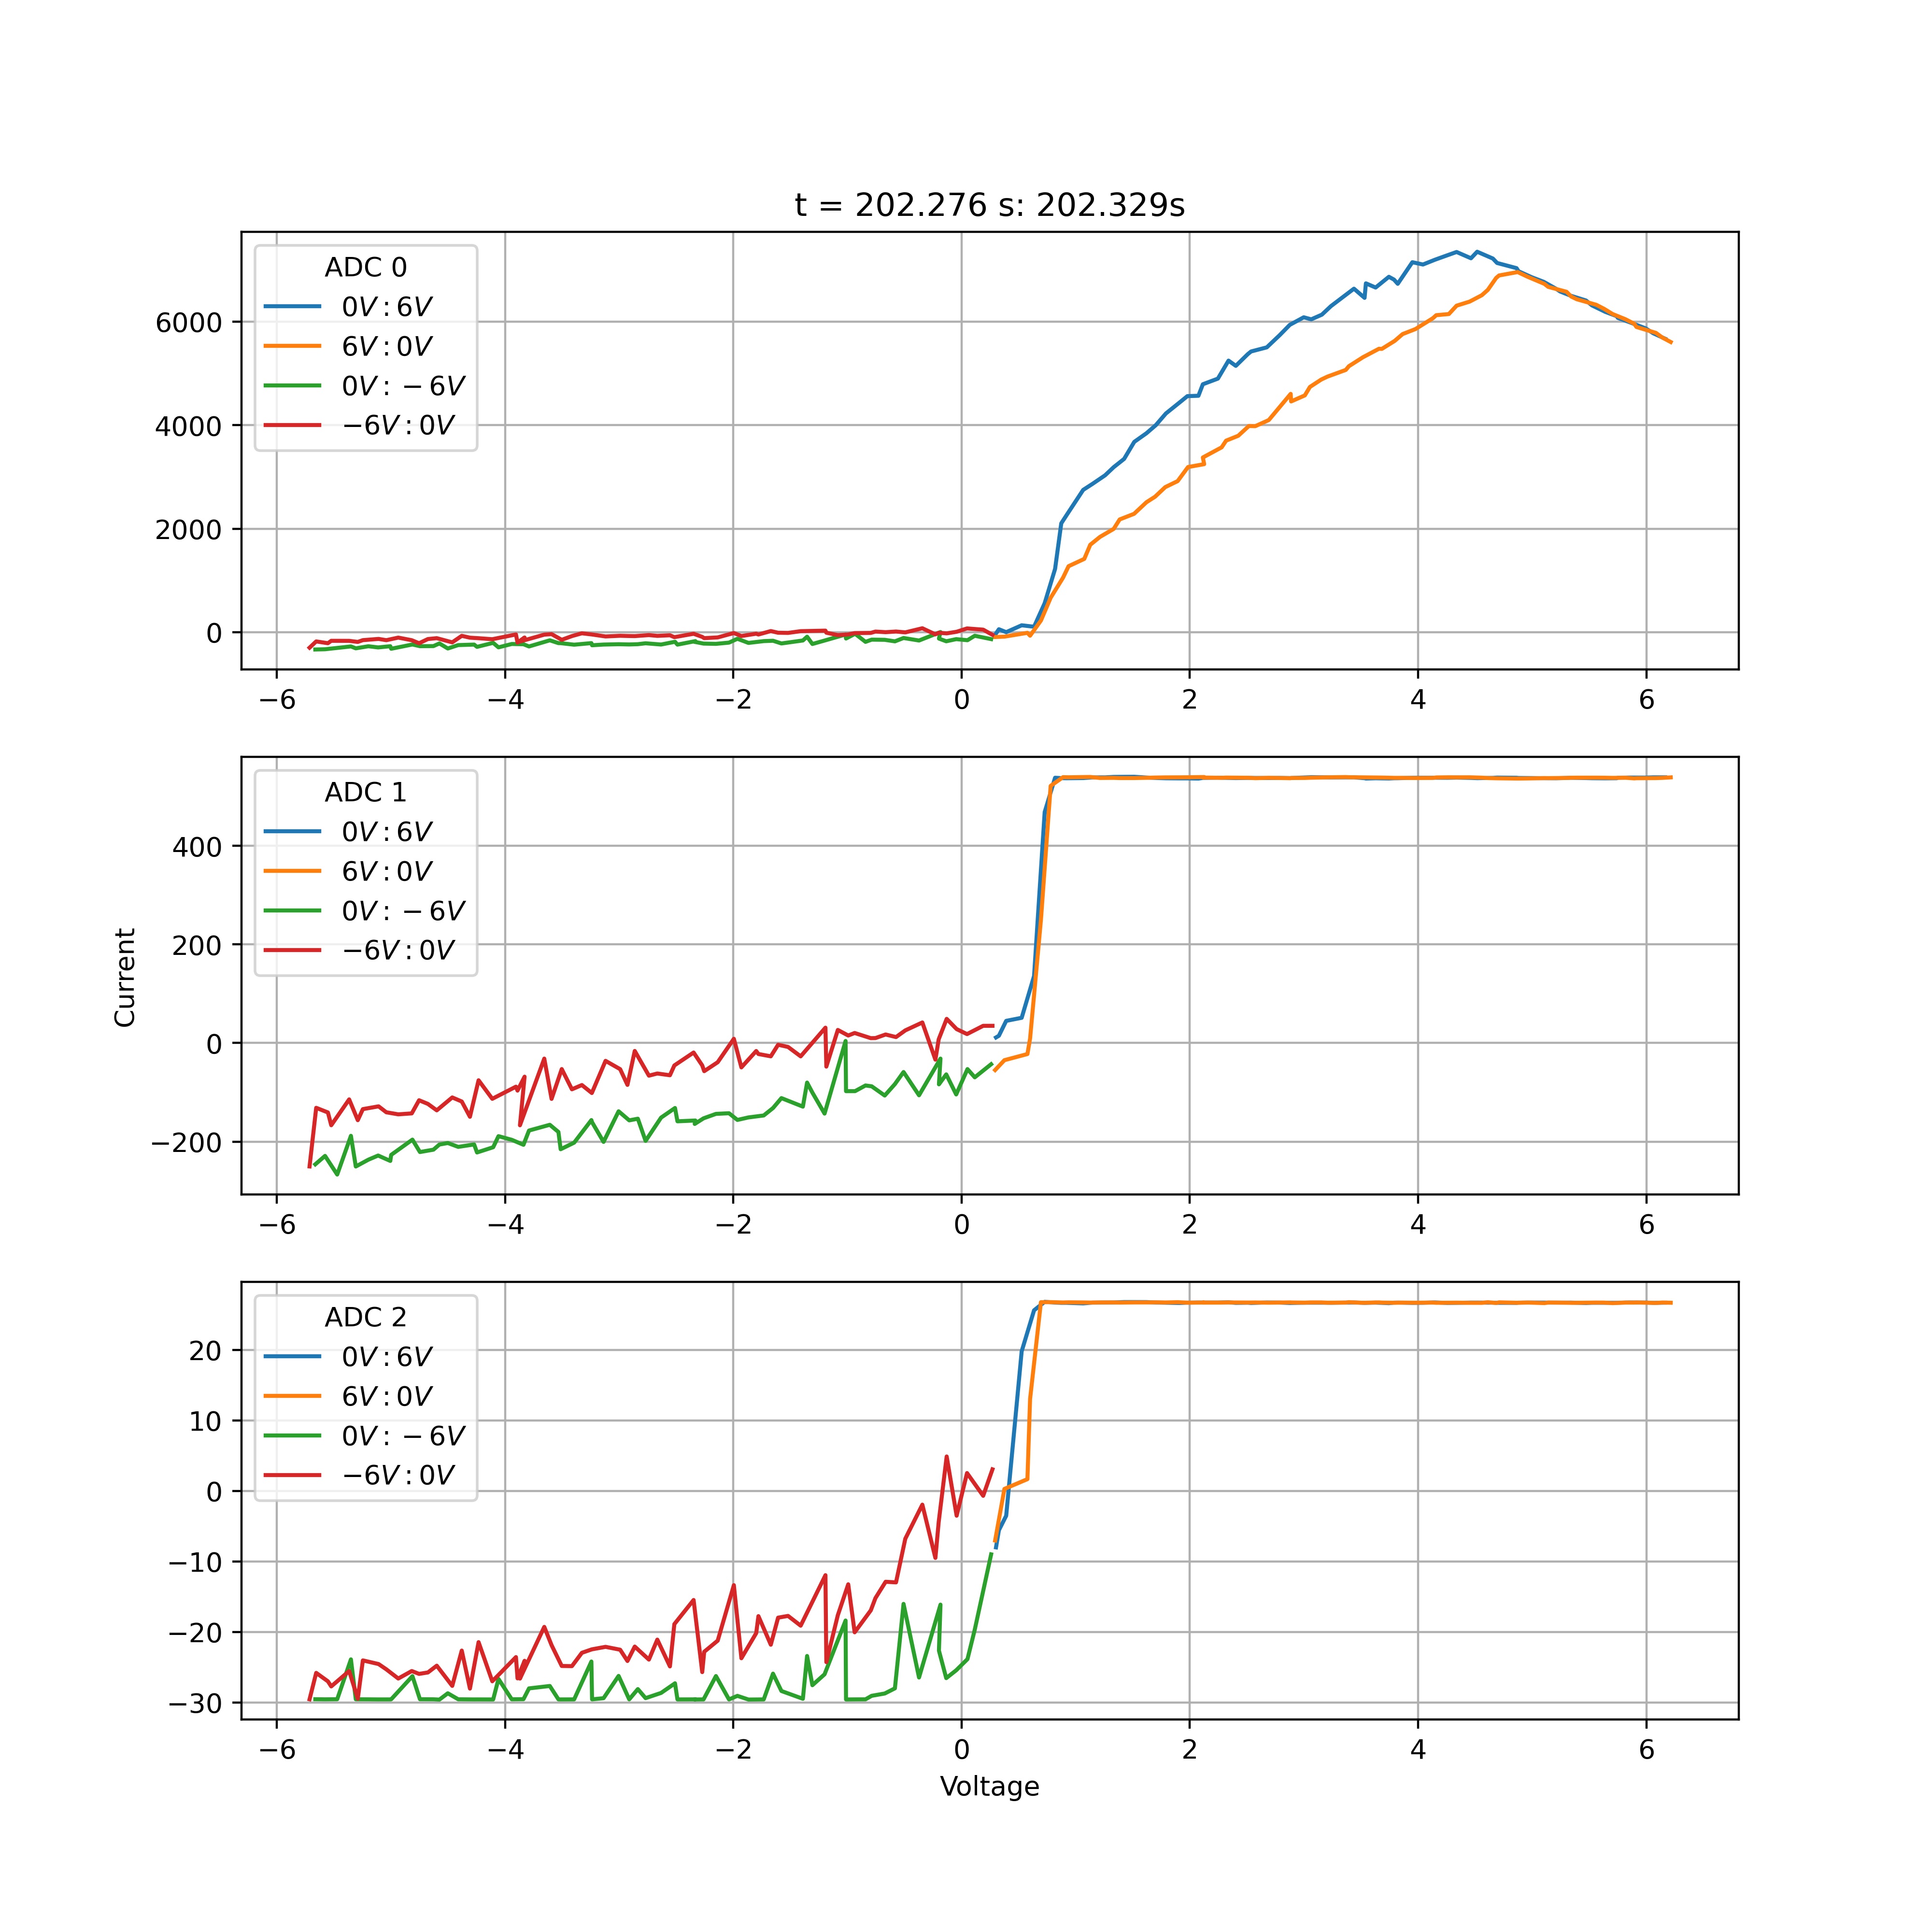 t = 202.276 s: 202.329s
ADC 0
0V : 6V
6V : 0V
0V : −6V
−6V : 0V
6000
4000
2000
0
−6 −4 −2 0 2 4 6
ADC 1
0V : 6V
6V : 0V
0V : −6V
−6V : 0V
400
200
0
−200
Current
−6 −4 −2 0 2 4 6
ADC 2
0V : 6V
6V : 0V
0V : −6V
−6V : 0V
20
10
0
−10
−20
−30
−6 −4 −2 0 2 4 6
Voltage